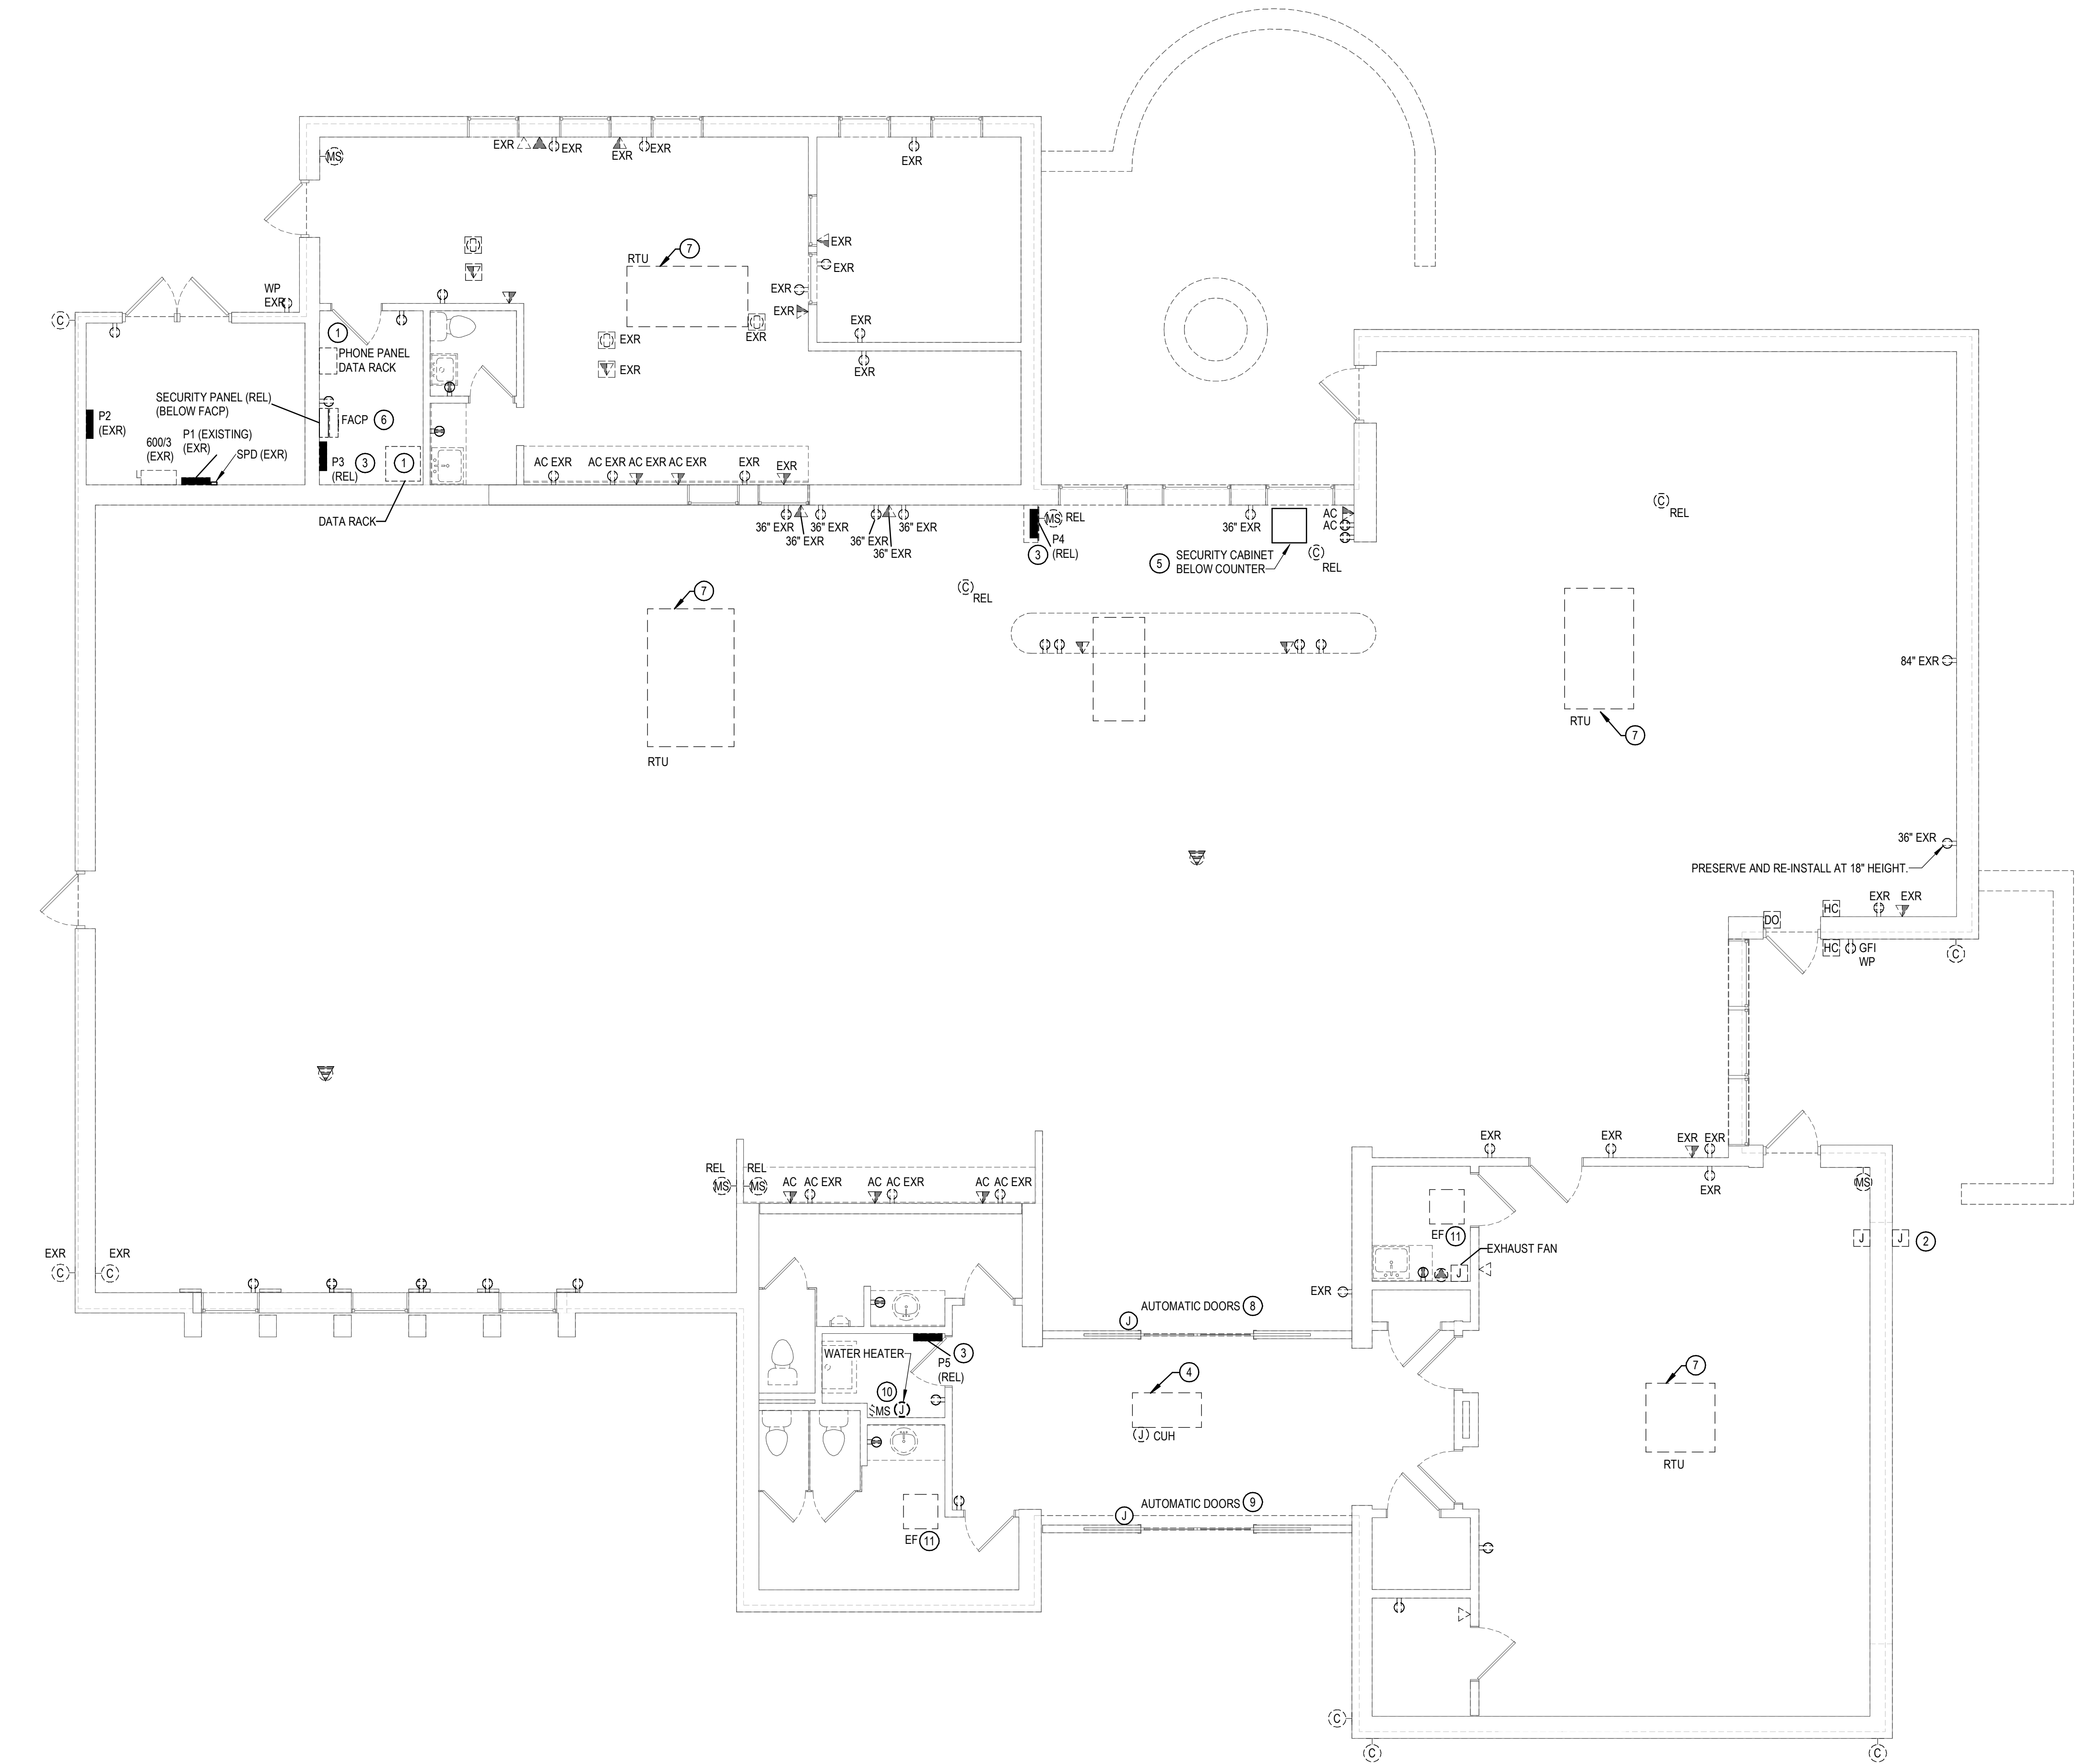 EXR
EXR
EXR
EXR
EXR
MS
EXR
7
RTU
EXR
EXR
EXR
WP
EXR
C
1
EXR
EXR
EXR
PHONE PANEL
DATA RACK
EXR
EXR
SECURITY PANEL (REL)
(BELOW FACP)
P2
(EXR)
FACP
6
P1 (EXISTING)
(EXR)
600/3
(EXR)
SPD (EXR)
P3
(REL)
3
1
AC EXR
AC EXR
AC EXR
AC EXR
EXR
EXR
DATA RACK
C
REL
36" EXR
36" EXR
36" EXR
36" EXR
36" EXR
36" EXR
MS
REL
P4
(REL)
3
36" EXR
AC
AC
5
SECURITY CABINET
BELOW COUNTER
C
REL
C
REL
7
84" EXR
RTU
7
RTU
36" EXR
PRESERVE AND RE-INSTALL AT 18" HEIGHT.
EXR
EXR
HC
DO
HC
GFI
WP
C
EXR
EXR
EXR
EXR
EXR
REL
REL
MS
MS
AC
AC EXR
AC
AC EXR
AC
AC EXR
MS
EF
11
J
J
2
EXHAUST FAN
J
EXR
EXR
C
C
EXR
AUTOMATIC DOORS
8
J
WATER HEATER
3
P5
(REL)
4
7
10
MS
J
J
CUH
RTU
AUTOMATIC DOORS
9
J
EF
11
C
C
C